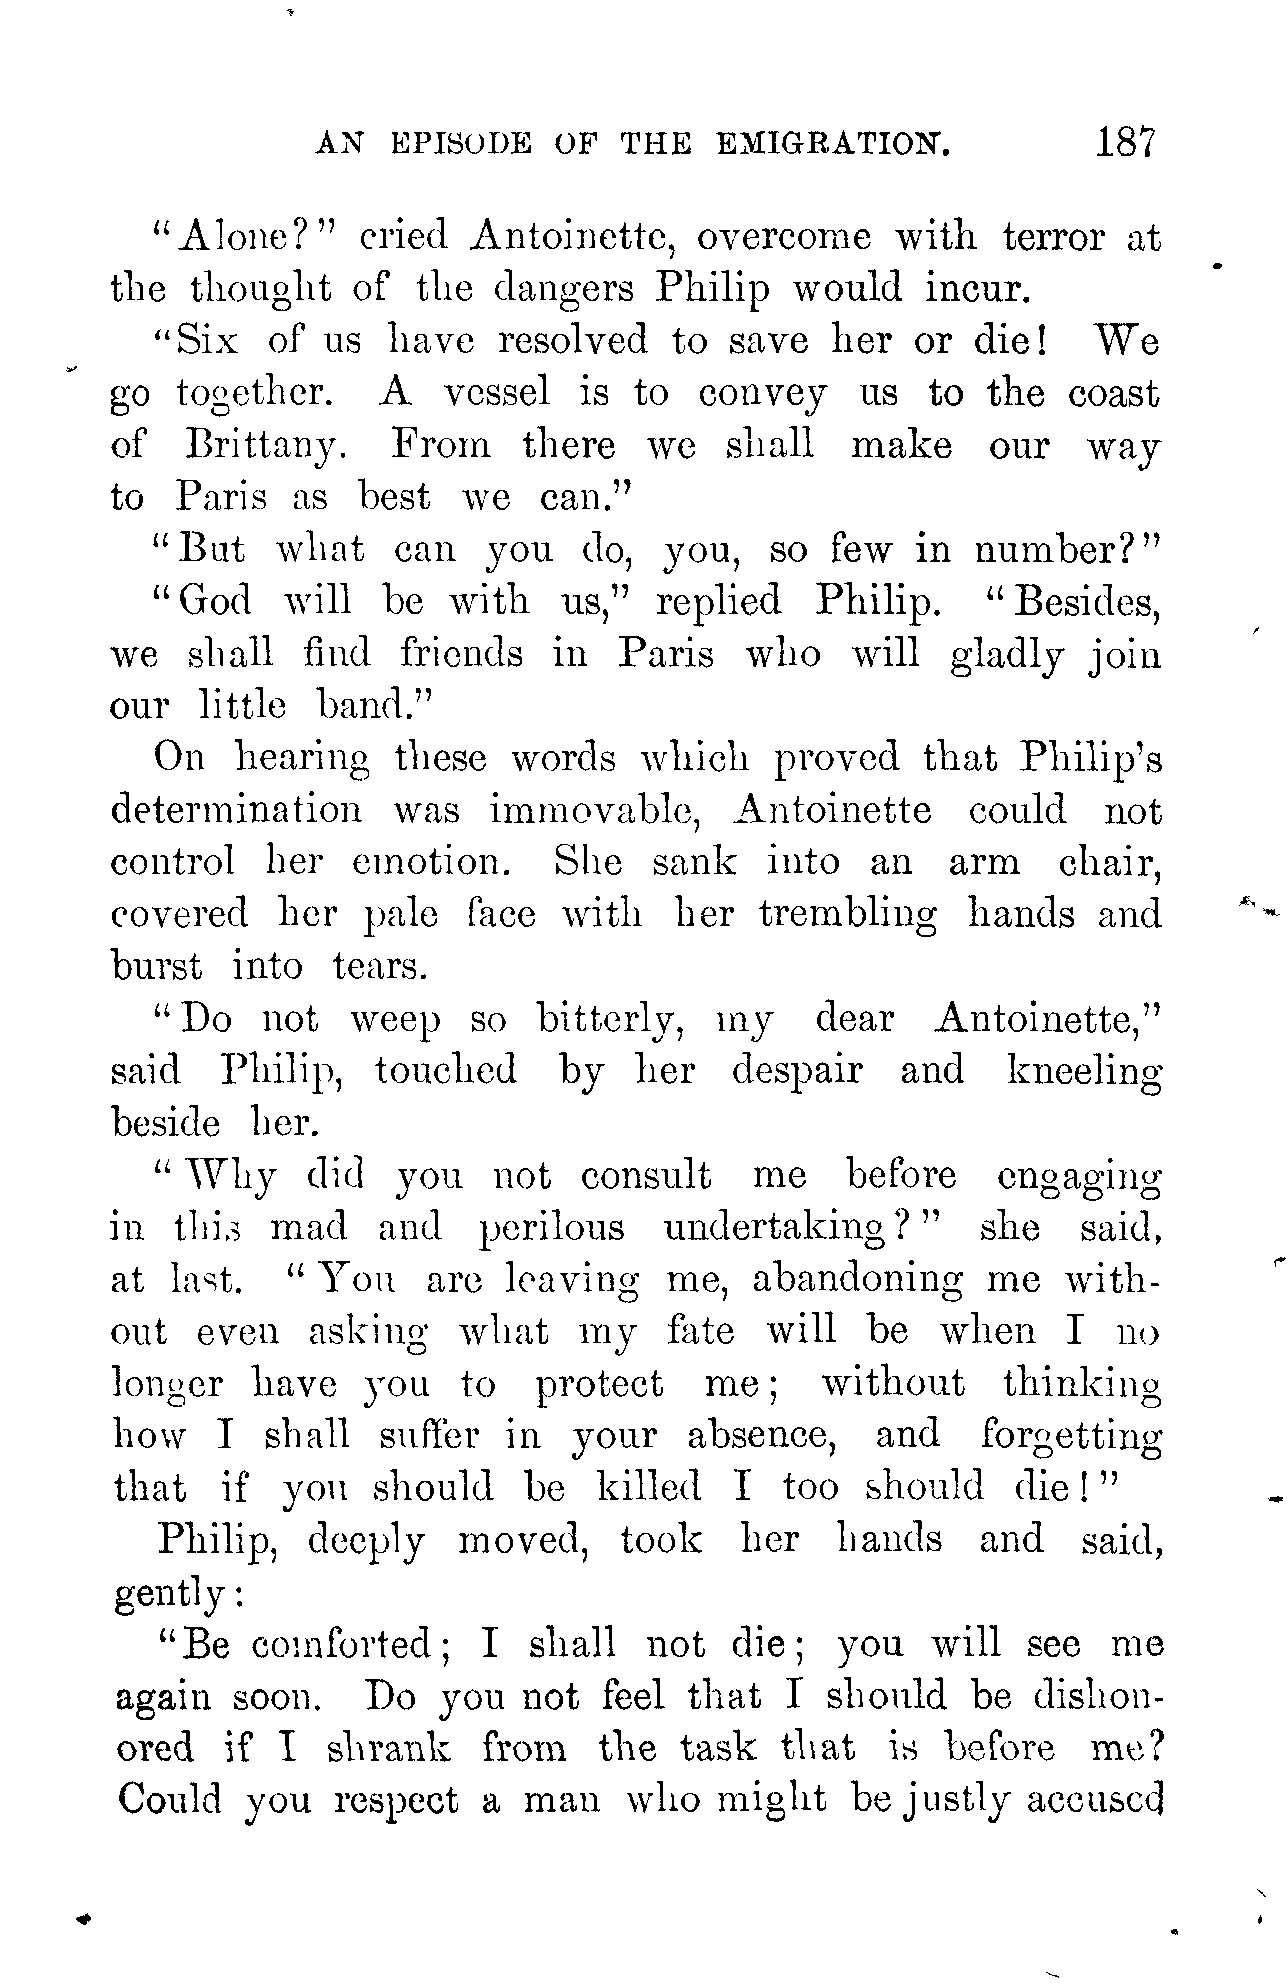 AN EPISODE OF THE EMIGRATION. 187
"Alone?" cried Antoinette, overcome with terror at
the thought of the dangers Philip would incur.
"Six of us have resolved to save her or die! We
go together. A vessel is to convey us to the coast
of Brittany. From there we shall make our way
to Paris as best we can."
"But what can you do, you, so few in number?"
"God will be with us," replied Philip. "Besides,
we shall find friends in Paris who will gladly join
our little band."
On hearing these words which proved that Philip's
determination was immovable, Antoinette could not
control her emotion. She sank into an arm chair,
covered her pale face with her trembling hands and
burst into tears.
"Do not weep so bitterly, my dear Antoinette,"
said Philip, touched by her despair and kneeling
beside her.
"Why did you not consult me before engaging
in this mad and perilous undertaking?" she said,
at last. "You are leaving me, abandoning me with-
out even asking what my fate will be when I no
longer have you to protect me; without thinking
how I shall suffer in your absence, and forgetting
that if you should be killed I too should die!"
Philip, deeply moved, took her hands and said,
gently:
"Be comforted; I shall not die; you will see me
again soon. Do you not feel that I should be dishon-
ored if I shrank from the task that is before me?
Could you respect a man who might be justly accused